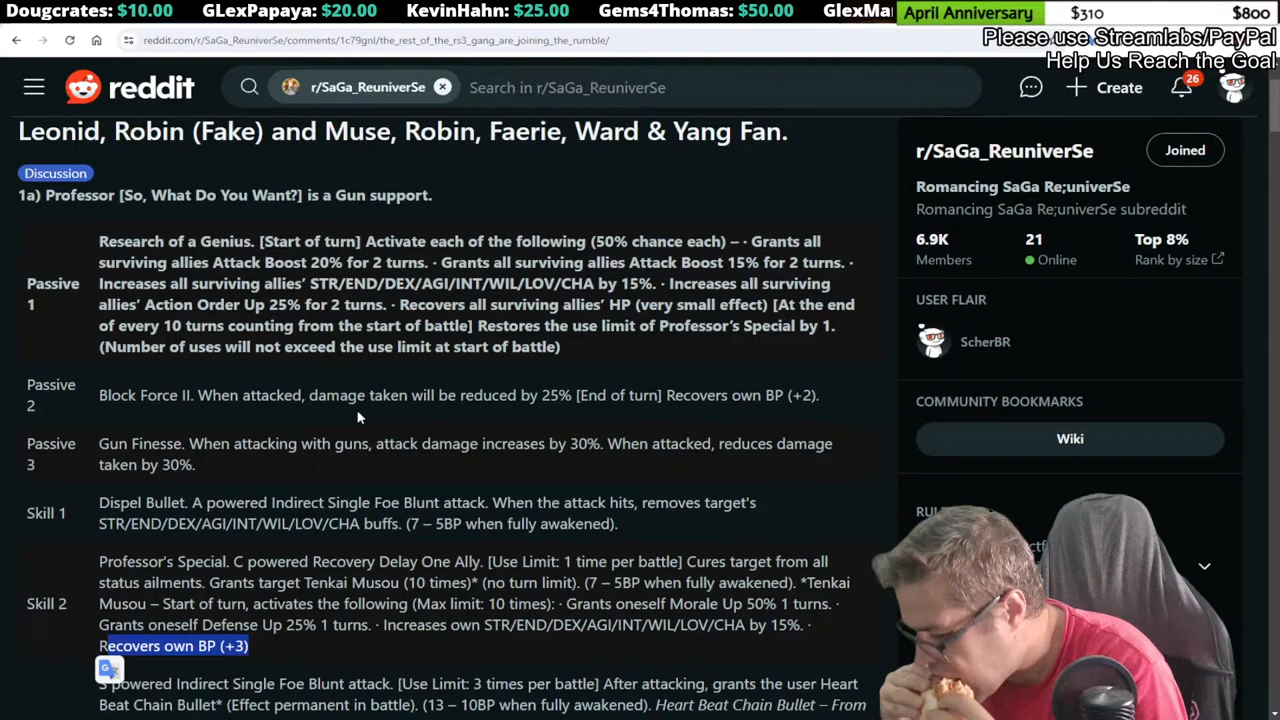 Dougcrates: $10.00 GLexPapaya: $20.00 KevinHahn: $25.00 Gems4Thomas: $50.00 GlexMa
April Anniversary $310 $800
Please use Streamlabs/PayPal
Help Us Reach the Goal
reddit.com/r/SaGa_ReuniverSe/comments/1c79gnl/the_rest_of_the_rs3_gang_are_joining_the_rumble/
reddit r/SaGa_ReuniverSe Search in r/SaGa_ReuniverSe Create 26
Leonid, Robin (Fake) and Muse, Robin, Faerie, Ward & Yang Fan.
Discussion
1a) Professor [So, What Do You Want?] is a Gun support.
Passive 1
Research of a Genius. [Start of turn] Activate each of the following (50% chance each) – · Grants all
surviving allies Attack Boost 20% for 2 turns. · Grants all surviving allies Attack Boost 15% for 2 turns. ·
Increases all surviving allies' STR/END/DEX/AGI/INT/WIL/LOV/CHA by 15%. · Increases all surviving
allies' Action Order Up 25% for 2 turns. · Recovers all surviving allies' HP (very small effect) [At the end
of every 10 turns counting from the start of battle] Restores the use limit of Professor's Special by 1.
(Number of uses will not exceed the use limit at start of battle)
Passive 2
Block Force II. When attacked, damage taken will be reduced by 25% [End of turn] Recovers own BP (+2).
Passive 3
Gun Finesse. When attacking with guns, attack damage increases by 30%. When attacked, reduces damage
taken by 30%.
Skill 1
Dispel Bullet. A powered Indirect Single Foe Blunt attack. When the attack hits, removes target's
STR/END/DEX/AGI/INT/WIL/LOV/CHA buffs. (7 – 5BP when fully awakened).
Skill 2
Professor's Special. C powered Recovery Delay One Ally. [Use Limit: 1 time per battle] Cures target from all
status ailments. Grants target Tenkai Musou (10 times)* (no turn limit). (7 – 5BP when fully awakened). *Tenkai
Musou – Start of turn, activates the following (Max limit: 10 times): · Grants oneself Morale Up 50% 1 turns. ·
Grants oneself Defense Up 25% 1 turns. · Increases own STR/END/DEX/AGI/INT/WIL/LOV/CHA by 15%. ·
Recovers own BP (+3)
S powered Indirect Single Foe Blunt attack. [Use Limit: 3 times per battle] After attacking, grants the user Heart
Beat Chain Bullet* (Effect permanent in battle). (13 – 10BP when fully awakened). Heart Beat Chain Bullet – From
r/SaGa_ReuniverSe Joined
Romancing SaGa Re;univerSe
Romancing SaGa Re;univerSe subreddit
6.9K 21 Top 8%
Members Online Rank by size
USER FLAIR
ScherBR
COMMUNITY BOOKMARKS
Wiki